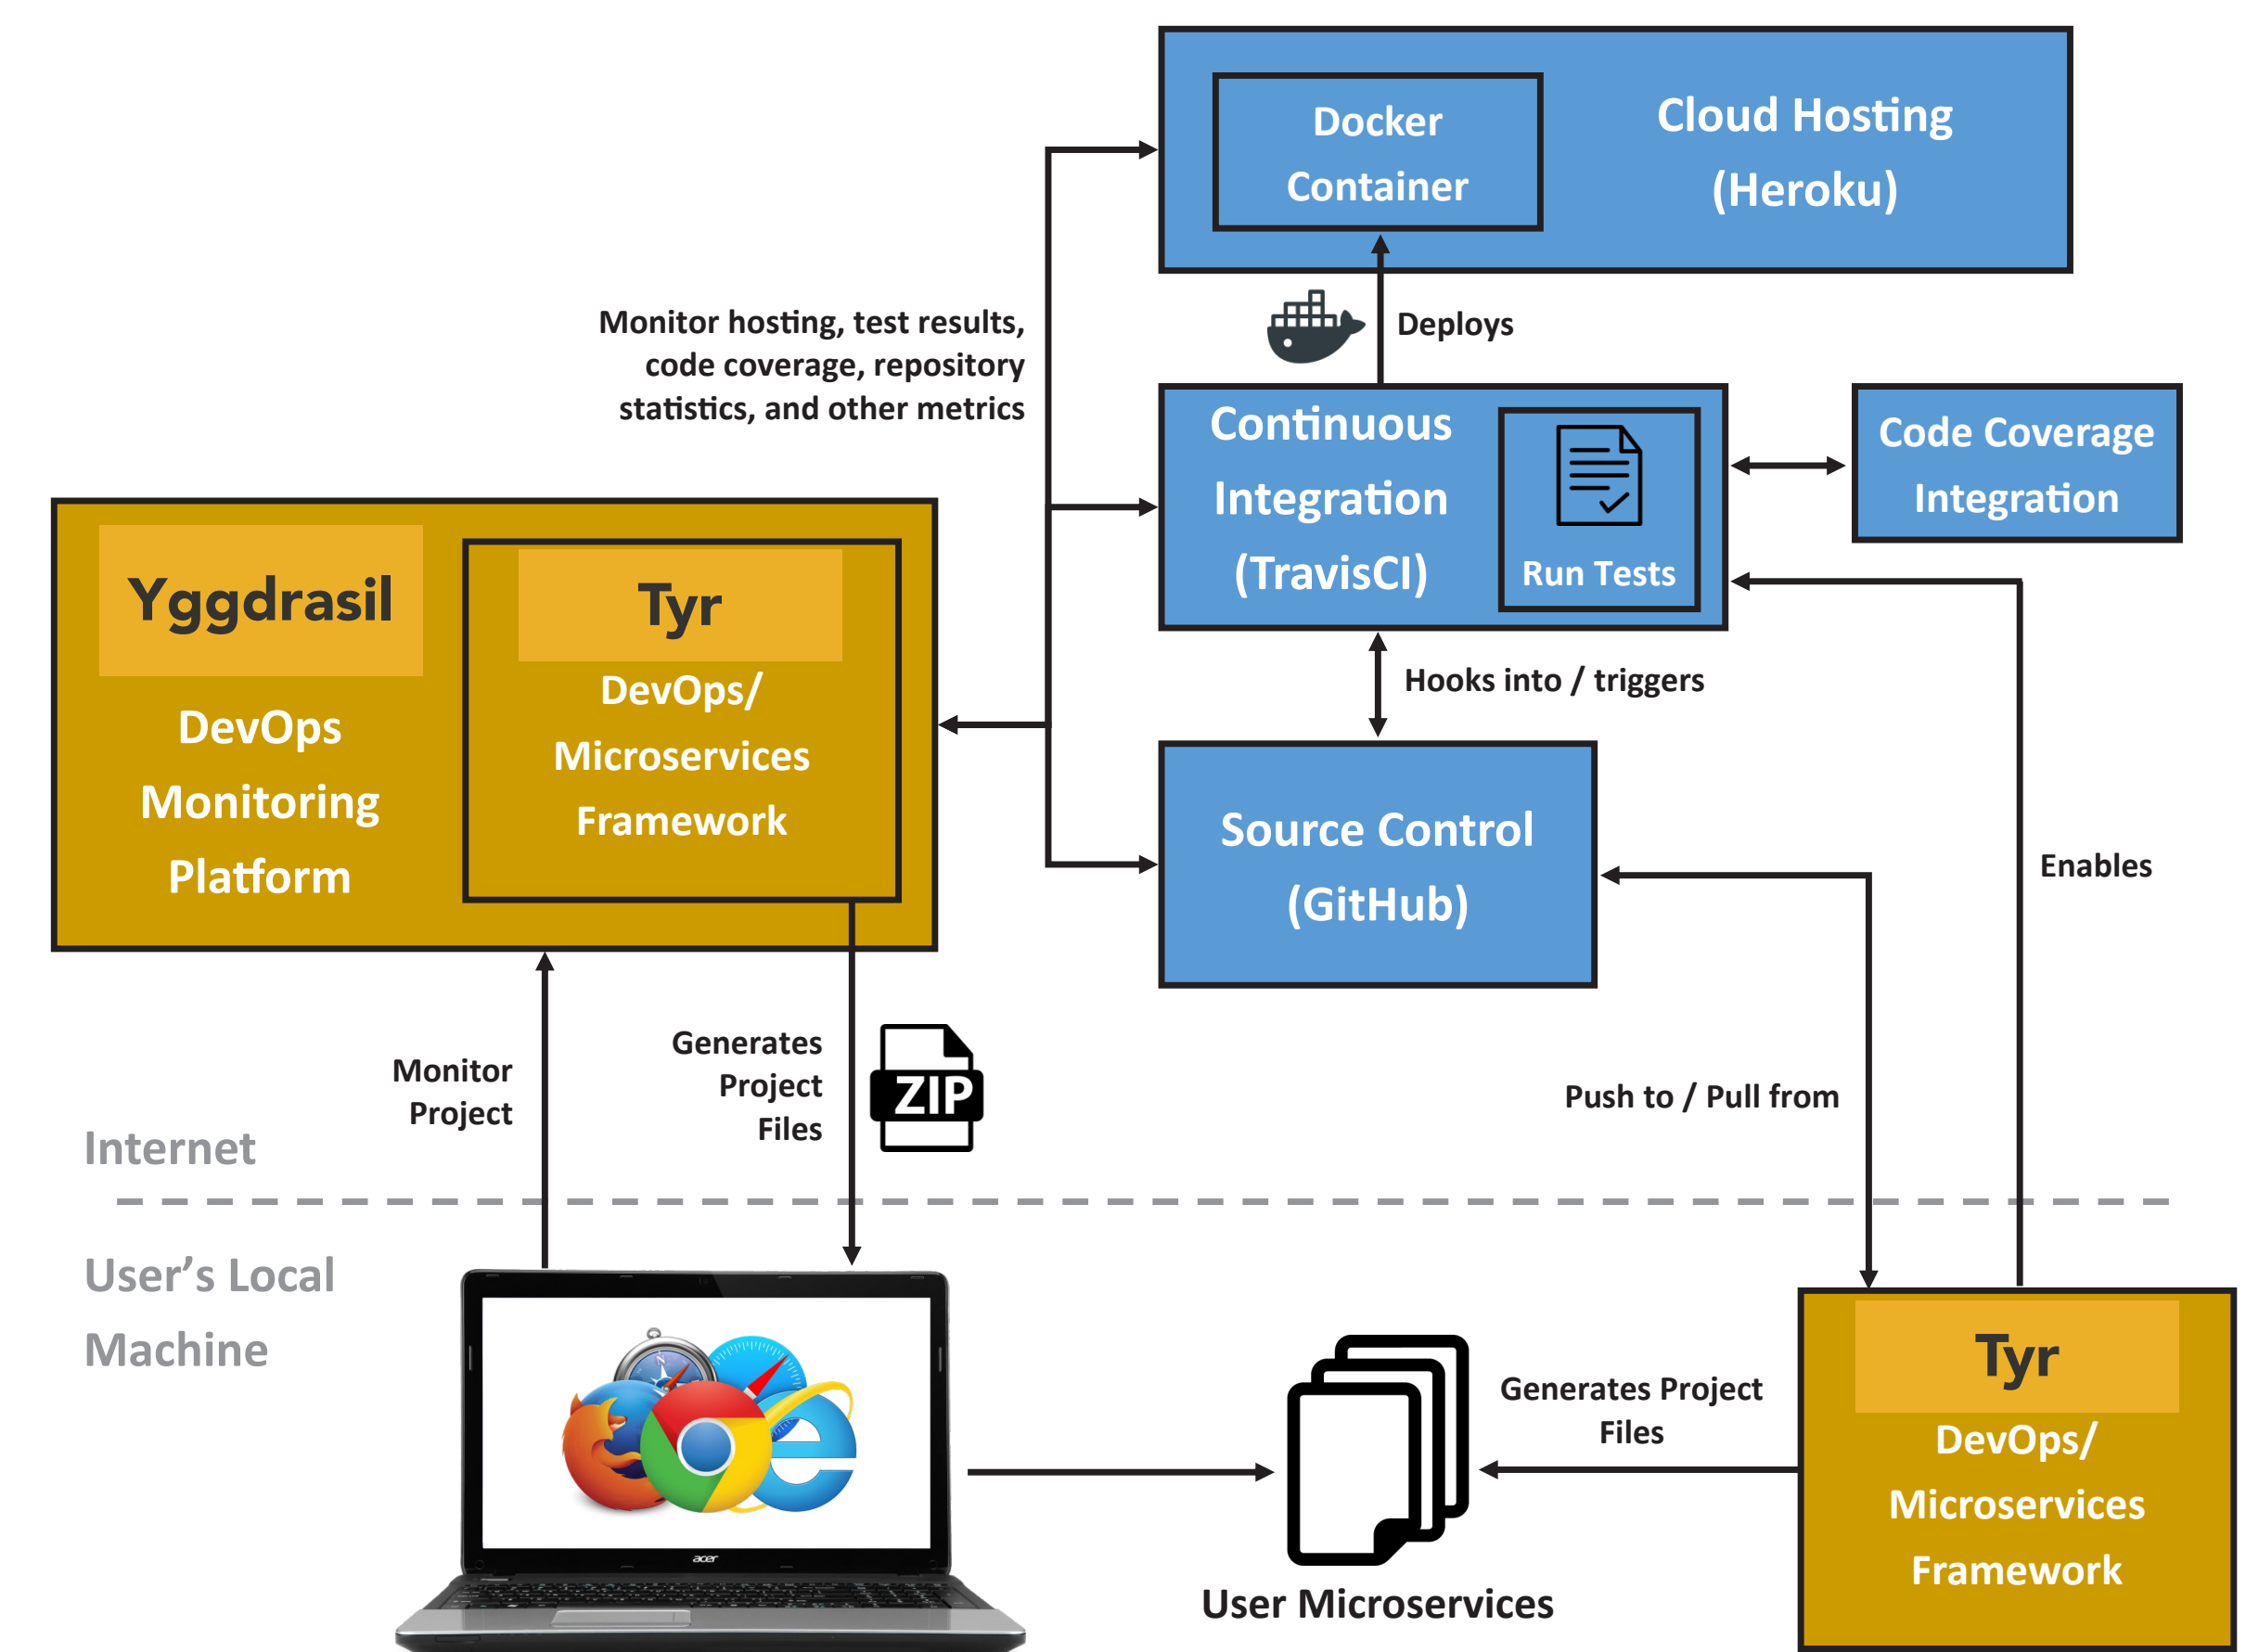 Docker
Container
Cloud Hosting
(Heroku)
Monitor hosting, test results,
code coverage, repository
statistics, and other metrics
Deploys
Continuous
Integration
(TravisCI)
Run Tests
Code Coverage
Integration
Yggdrasil
DevOps
Monitoring
Platform
Tyr
DevOps/
Microservices
Framework
Hooks into / triggers
Source Control
(GitHub)
Enables
Monitor
Project
Generates
Project
Files
ZIP
Push to / Pull from
Internet
User's Local
Machine
acer
Generates Project
Files
User Microservices
Tyr
DevOps/
Microservices
Framework